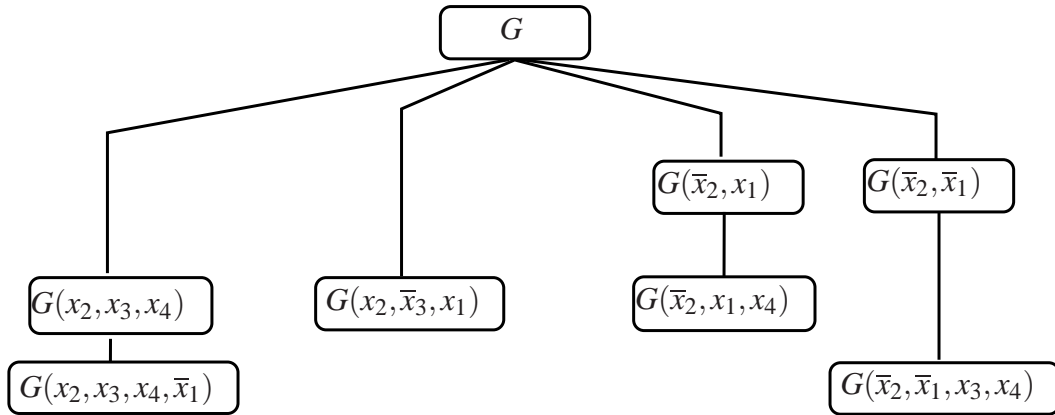 G
G(x̅₂, x₁)
G(x̅₂, x̅₁)
G(x₂, x₃, x₄)
G(x₂, x̅₃, x₁)
G(x̅₂, x₁, x₄)
G(x₂, x₃, x₄, x̅₁)
G(x̅₂, x̅₁, x₃, x₄)